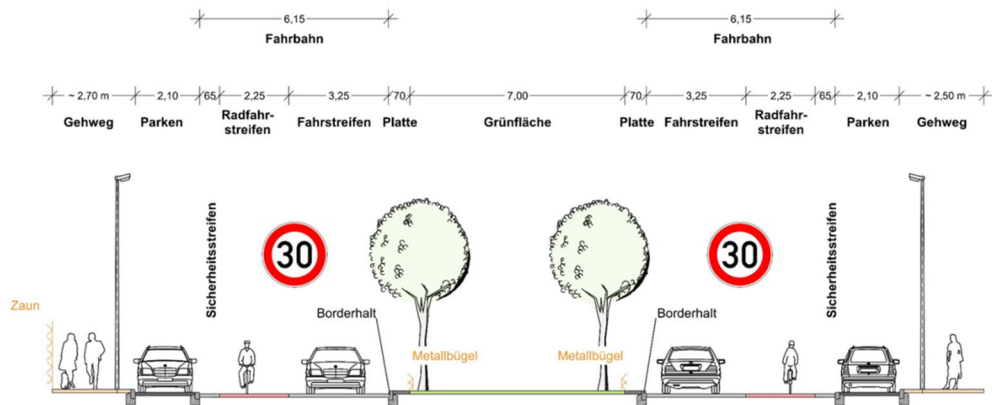 6,15
6,15
Fahrbahn
Fahrbahn
~ 2,70 m
2,10
65
2,25
3,25
70
7,00
70
3,25
2,25
65
2,10
~ 2,50 m
Gehweg
Parken
Radfahr-
streifen
Fahrstreifen
Platte
Grünfläche
Platte
Fahrstreifen
Radfahr-
streifen
Parken
Gehweg
Sicherheitsstreifen
30
30
Sicherheitsstreifen
Zaun
Borderhalt
Borderhalt
Metallbügel
Metallbügel